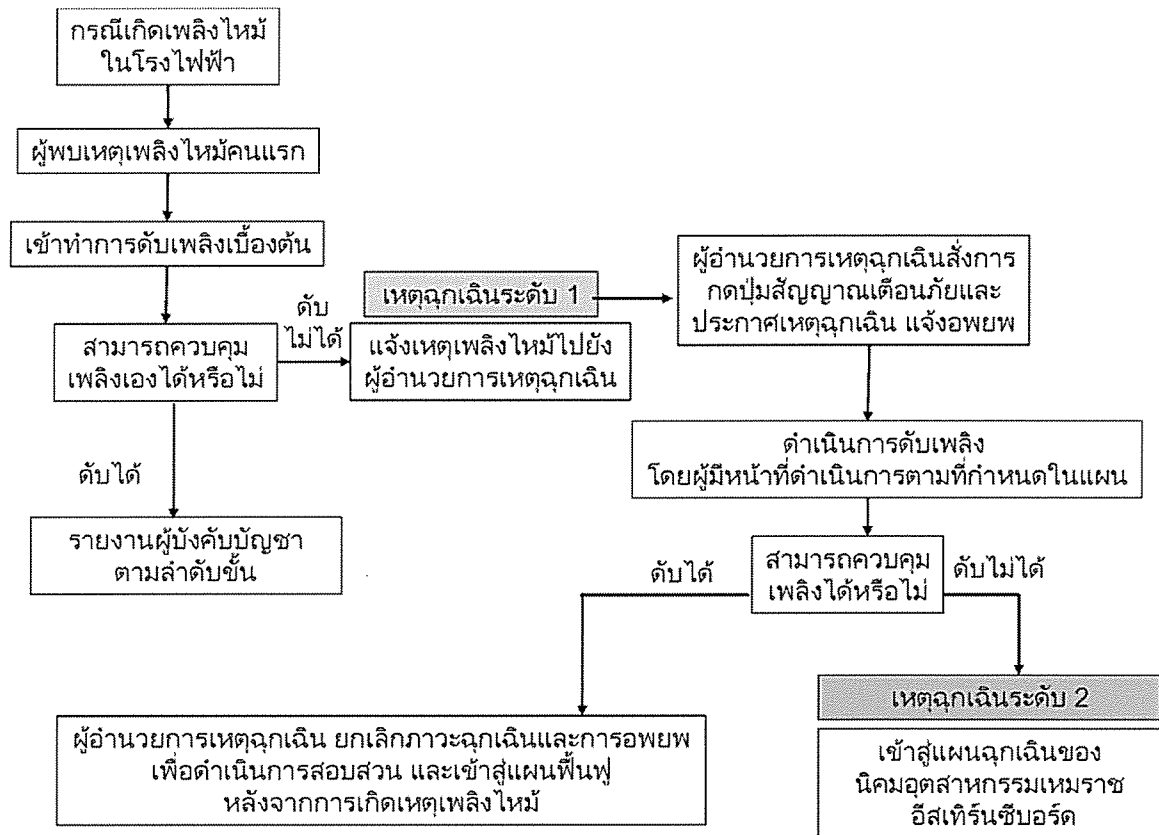 กรณีเกิดเพลิงไหม้
ในโรงไฟฟ้า
ผู้พบเหตุเพลิงไหม้คนแรก
เข้าทำการดับเพลิงเบื้องต้น
สามารถควบคุม
เพลิงเองได้หรือไม่
ดับ
ไม่ได้
เหตุฉุกเฉินระดับ 1
แจ้งเหตุเพลิงไหม้ไปยัง
ผู้อำนวยการเหตุฉุกเฉิน
ดับได้
รายงานผู้บังคับบัญชา
ตามลำดับขั้น
ผู้อำนวยการเหตุฉุกเฉินสั่งการ
กดปุ่มสัญญาณเตือนภัยและ
ประกาศเหตุฉุกเฉิน แจ้งอพยพ
ดำเนินการดับเพลิง
โดยผู้มีหน้าที่ดำเนินการตามที่กำหนดในแผน
สามารถควบคุม
เพลิงได้หรือไม่
ดับได้
ดับไม่ได้
ผู้อำนวยการเหตุฉุกเฉิน ยกเลิกภาวะฉุกเฉินและการอพยพ
เพื่อดำเนินการสอบสวน และเข้าสู่แผนฟื้นฟู
หลังจากการเกิดเหตุเพลิงไหม้
เหตุฉุกเฉินระดับ 2
เข้าสู่แผนฉุกเฉินของ
นิคมอุตสาหกรรมเหมราช
อีสเทิร์นซีบอร์ด